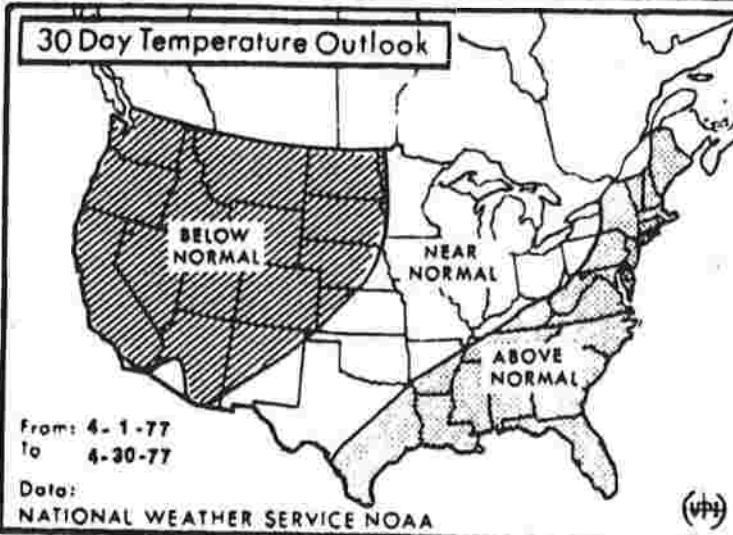 30 Day Temperature Outlook
BELOW
NORMAL
NEAR
NORMAL
ABOVE
NORMAL
From: 4-1-77
To 4-30-77
Data:
NATIONAL WEATHER SERVICE NOAA
(UPI)